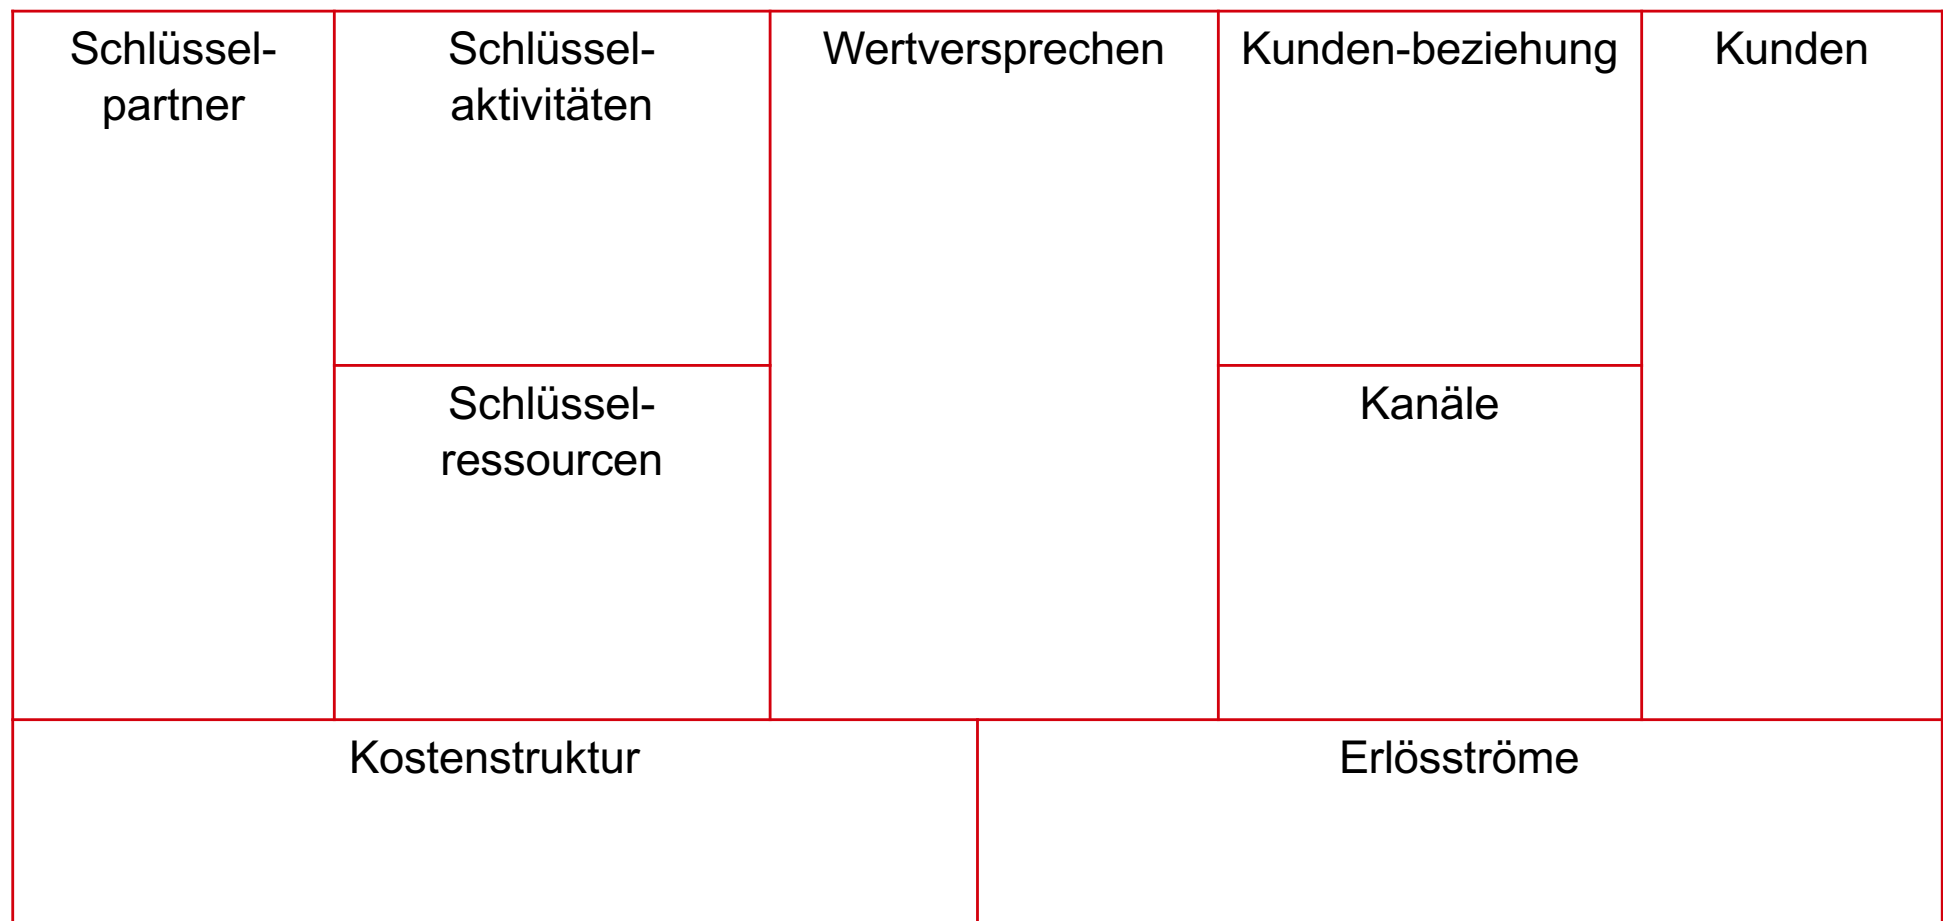 Schlüssel-
partner
Schlüssel-
aktivitäten
Wertversprechen
Kunden-beziehung
Kunden
Schlüssel-
ressourcen
Kanäle
Kostenstruktur
Erlösströme